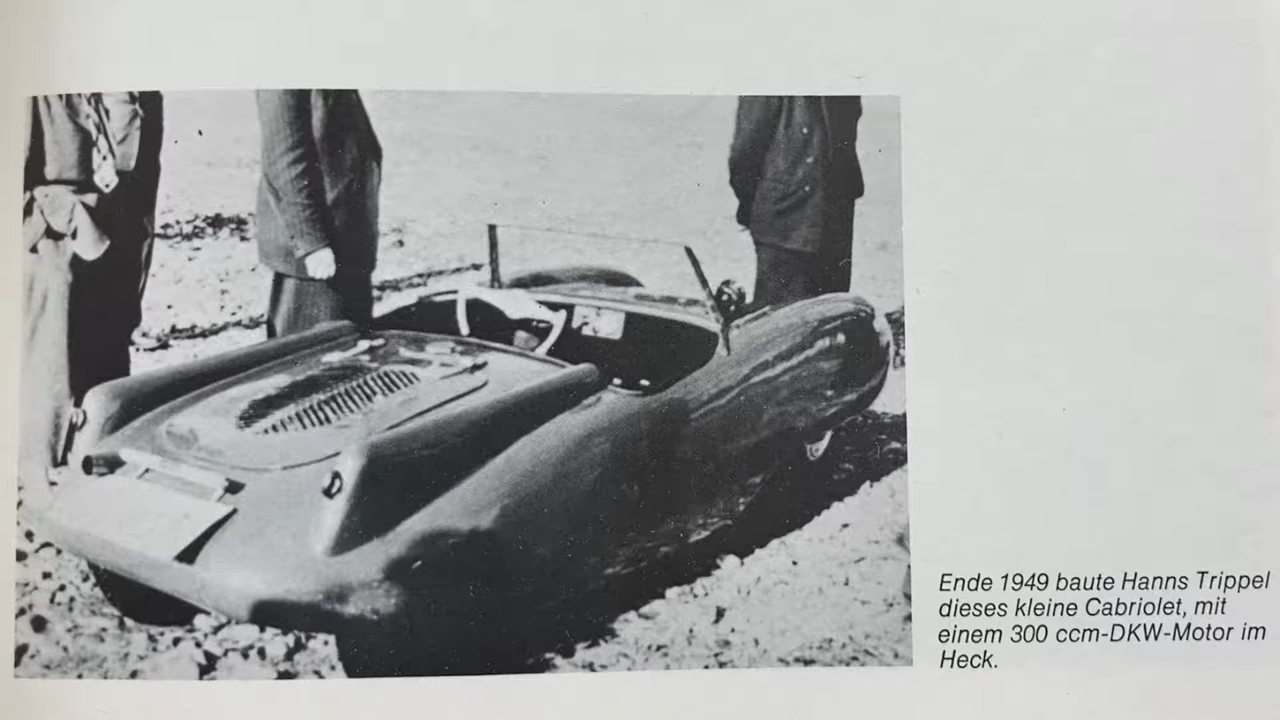 Ende 1949 baute Hanns Trippel
dieses kleine Cabriolet, mit
einem 300 ccm-DKW-Motor im
Heck.